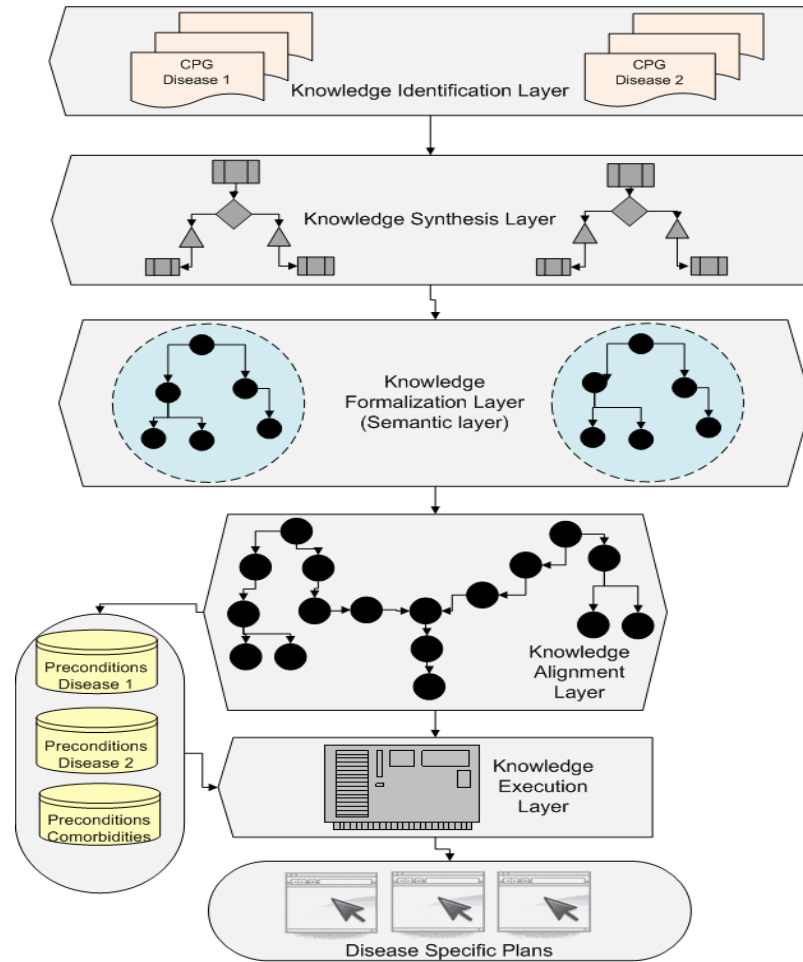 CPG
Disease 1
CPG
Disease 2
Knowledge Identification Layer
Knowledge Synthesis Layer
Knowledge
Formalization Layer
(Semantic layer)
Knowledge
Alignment
Layer
Preconditions
Disease 1
Preconditions
Disease 2
Preconditions
Comorbidities
Knowledge
Execution
Layer
Disease Specific Plans